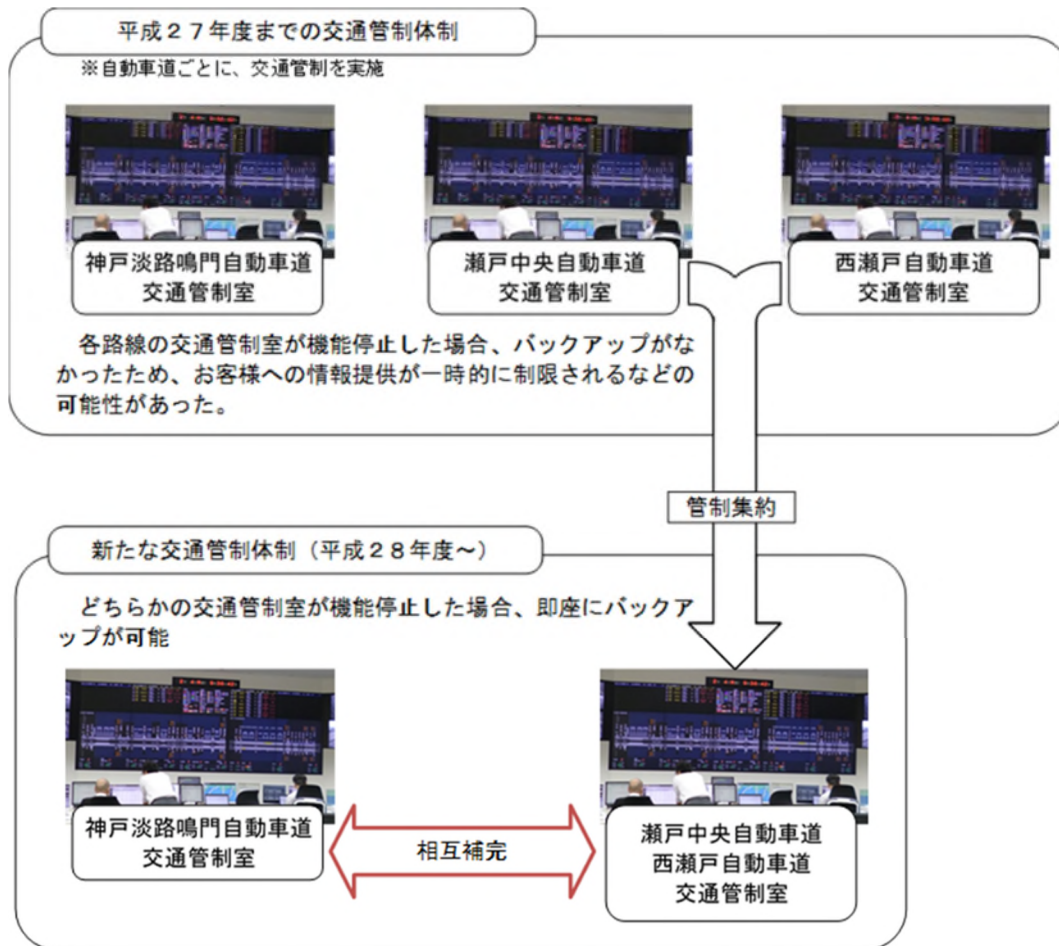 平成２７年度までの交通管制体制
※自動車道ごとに、交通管制を実施
神戸淡路鳴門自動車道
交通管制室
瀬戸中央自動車道
交通管制室
西瀬戸自動車道
交通管制室
各路線の交通管制室が機能停止した場合、バックアップがな
かったため、お客様への情報提供が一時的に制限されるなどの
可能性があった。
管制集約
新たな交通管制体制（平成２８年度～）
どちらかの交通管制室が機能停止した場合、即座にバックア
ップが可能
神戸淡路鳴門自動車道
交通管制室
相互補完
瀬戸中央自動車道
西瀬戸自動車道
交通管制室